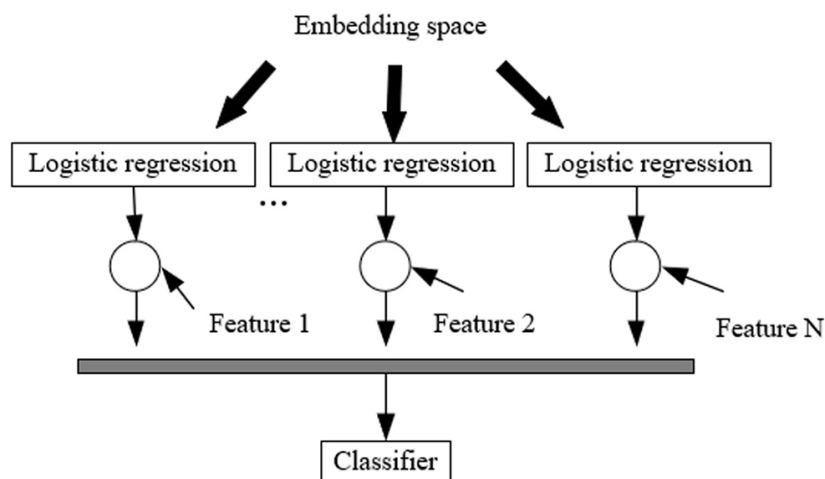 Embedding space
Logistic regression
Logistic regression
Logistic regression
...
Feature 1
Feature 2
Feature N
Classifier